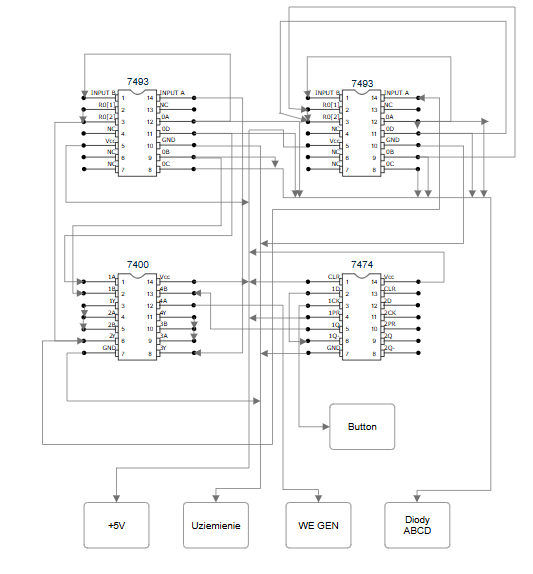 7493
7493
INPUT B 1 14 INPUT A
R0[1] 2 13 NC
R0[2] 3 12 0A
NC 4 11 0D
Vcc 5 10 GND
NC 6 9 0B
NC 7 8 0C
INPUT B 1 14 INPUT A
R0[1] 2 13 NC
R0[2] 3 12 0A
NC 4 11 0D
Vcc 5 10 GND
NC 6 9 0B
NC 7 8 0C
7400
7474
1A 1 14 Vcc
1B 2 13 4B
1Y 3 12 4A
2A 4 11 4Y
2B 5 10 3B
2Y 6 9 3A
GND 7 8 3Y
CLR 1 14 Vcc
1D 2 13 CLR
1CK 3 12 2D
1PR 4 11 2CK
1Q 5 10 2PR
1Q- 6 9 2Q
GND 7 8 2Q-
Button
+5V
Uziemienie
WE GEN
Diody
ABCD